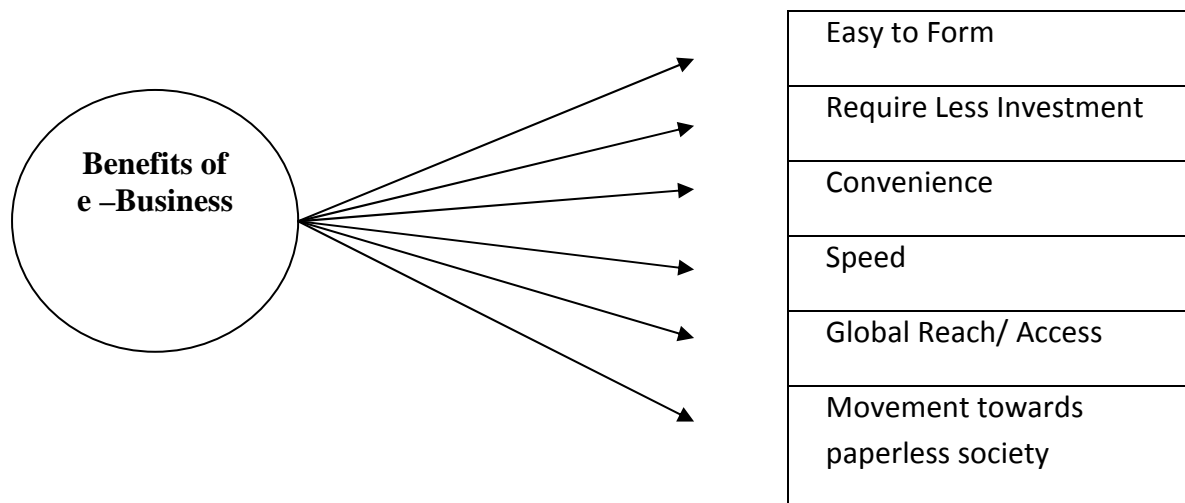 Benefits of
e –Business
Easy to Form
Require Less Investment
Convenience
Speed
Global Reach/ Access
Movement towards
paperless society